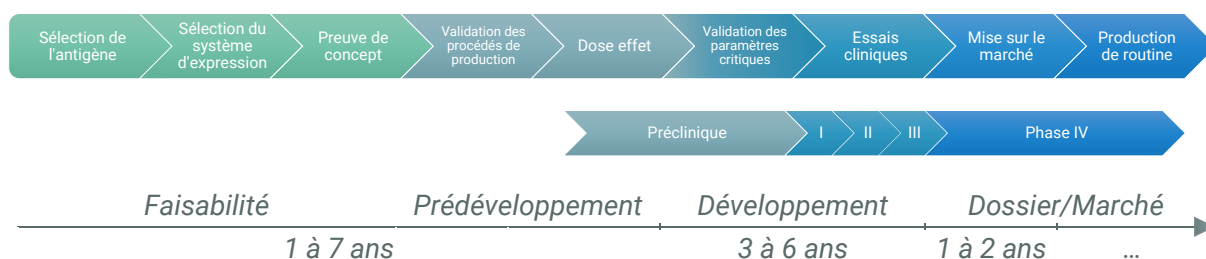 Sélection de
l'antigène
Sélection du
système
d'expression
Preuve de
concept
Validation des
procédés de
production
Dose effet
Validation des
paramètres
critiques
Essais
cliniques
Mise sur le
marché
Production
de routine
Préclinique
I
II
III
Phase IV
Faisabilité
Prédéveloppement
Développement
Dossier/Marché
1 à 7 ans
3 à 6 ans
1 à 2 ans
...